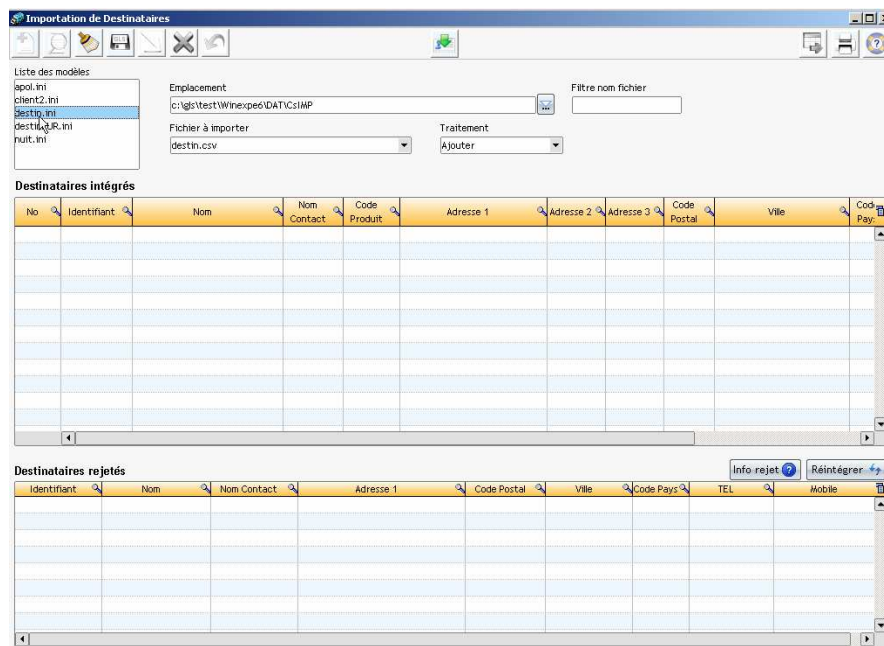 Importation de Destinataires
GLS
Liste des modèles
apol.ini
client2.ini
destin.ini
nuit.ini
Emplacement
c:\gls\test\Winexpe6\DAT\CsIMP
Filtre nom fichier
Fichier à importer
destin.csv
Traitement
Ajouter
Destinataires intégrés
No Identifiant Nom Nom Contact Code Produit Adresse 1 Adresse 2 Adresse 3 Code Postal Ville
Destinataires rejetés
Info rejet ?
Réintégrer
Identifiant Nom Nom Contact Adresse 1 Code Postal Ville Code Pays TEL Mobile